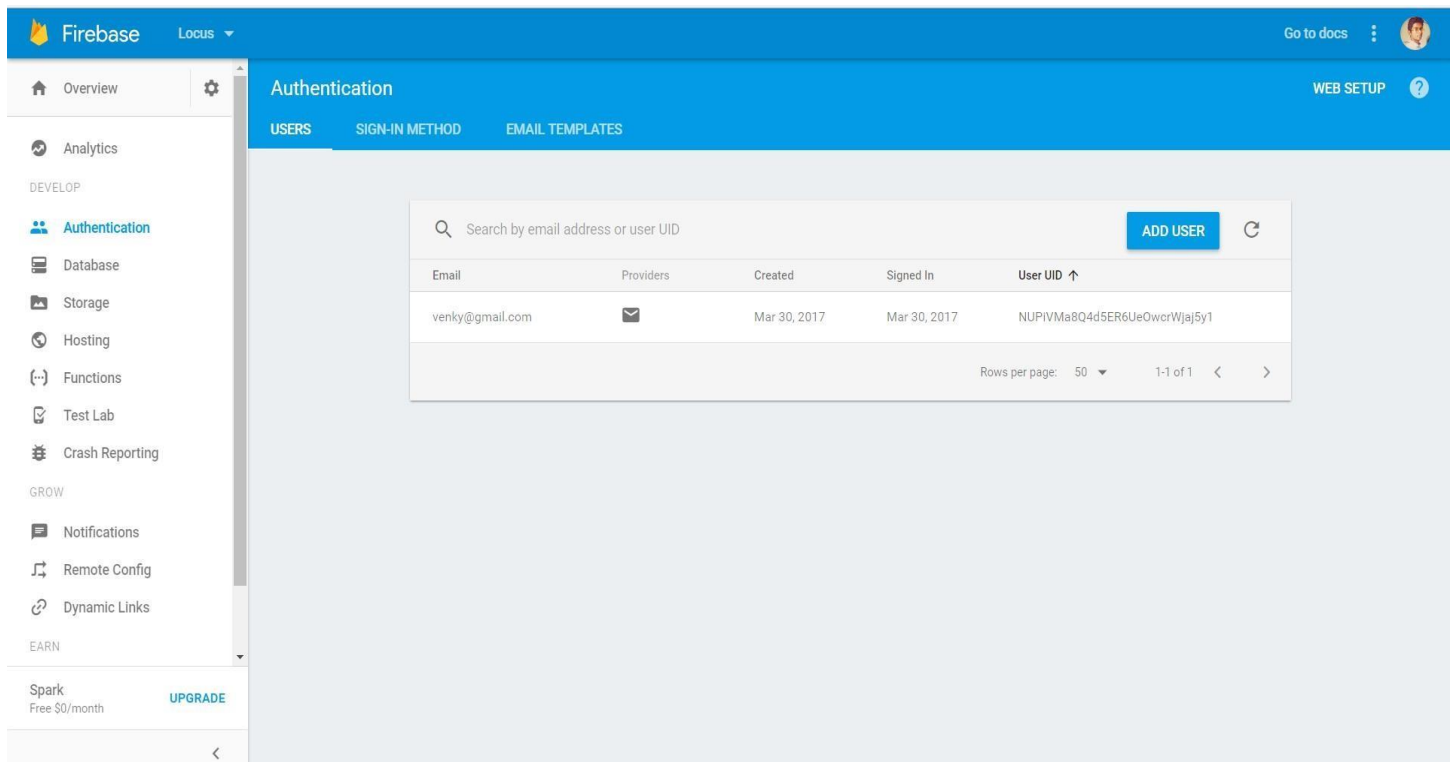 Firebase Locus Go to docs
Overview
Analytics
DEVELOP
Authentication
Database
Storage
Hosting
Functions
Test Lab
Crash Reporting
GROW
Notifications
Remote Config
Dynamic Links
EARN
Spark
Free $0/month
UPGRADE
Authentication WEB SETUP
USERS SIGN-IN METHOD EMAIL TEMPLATES
Search by email address or user UID ADD USER
Email Providers Created Signed In User UID
venky@gmail.com Mar 30, 2017 Mar 30, 2017 NUPiVMa8Q4d5ER6UeOwcrWjaj5y1
Rows per page: 50 1-1 of 1